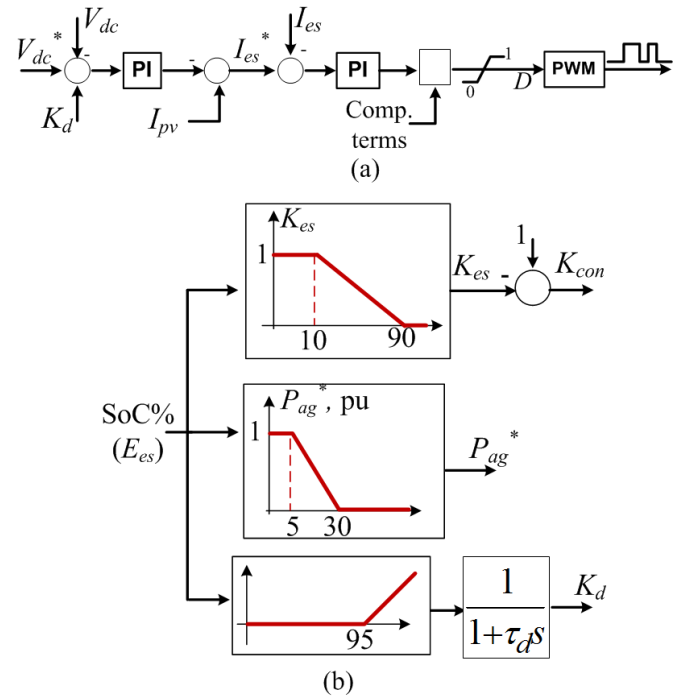 V_dc
I_es
V_dc* - PI - I_es* - PI 1
0 D PWM
K_d I_pv Comp.
terms
(a)
K_es
1
10 90
K_es - 1 K_con
SoC%
(E_es)
P_ag*, pu
1
5 30
P_ag*
95
1
1+τ_d s
K_d
(b)